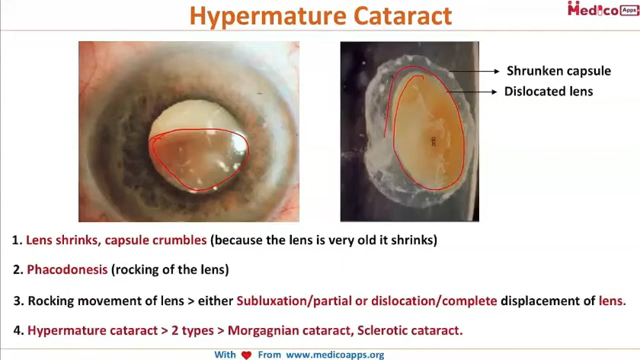 Hypermature Cataract
Medico Apps
Shrunken capsule
Dislocated lens
1. Lens shrinks, capsule crumbles (because the lens is very old it shrinks)
2. Phacodonesis (rocking of the lens)
3. Rocking movement of lens > either Subluxation/partial or dislocation/complete displacement of lens.
4. Hypermature cataract > 2 types > Morgagnian cataract, Sclerotic cataract.
With From www.medicoapps.org